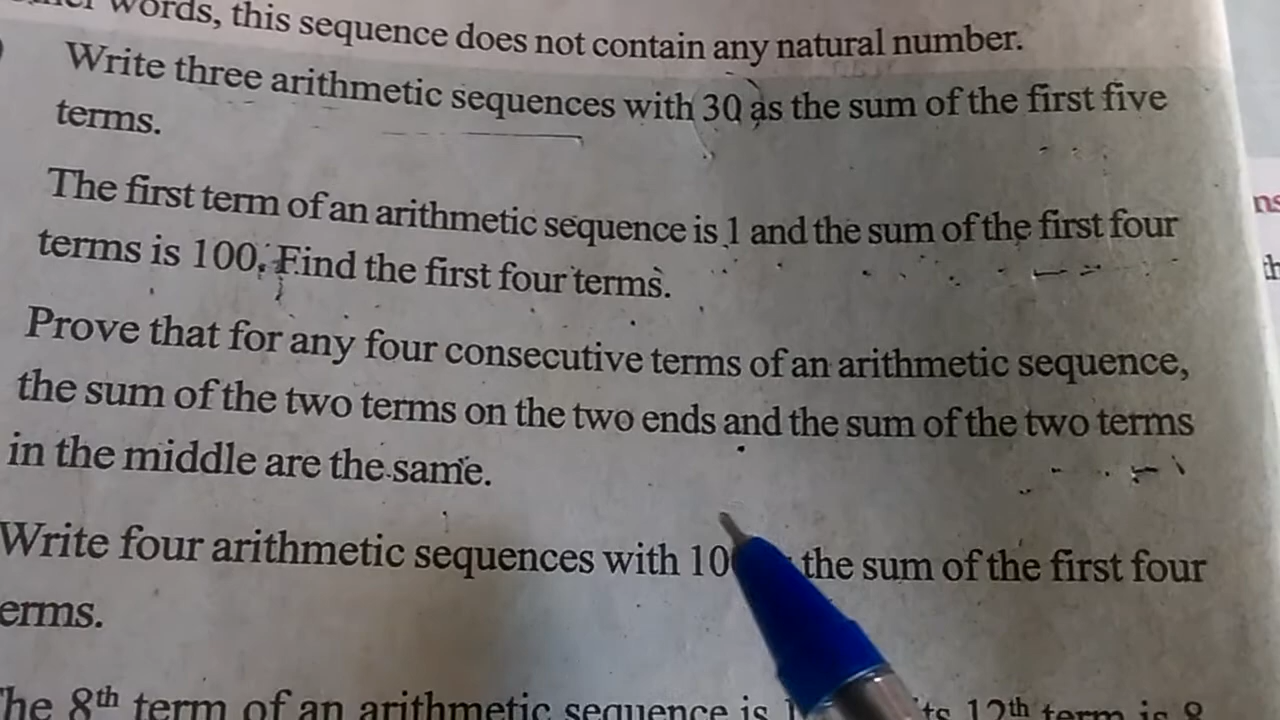 words, this sequence does not contain any natural number.
Write three arithmetic sequences with 30 as the sum of the first five
terms.
The first term of an arithmetic sequence is 1 and the sum of the first four
terms is 100. Find the first four terms.
Prove that for any four consecutive terms of an arithmetic sequence,
the sum of the two terms on the two ends and the sum of the two terms
in the middle are the same.
Write four arithmetic sequences with the sum of the first four
erms.
he 8th term of an arithmetic sequence is 12th term is 8